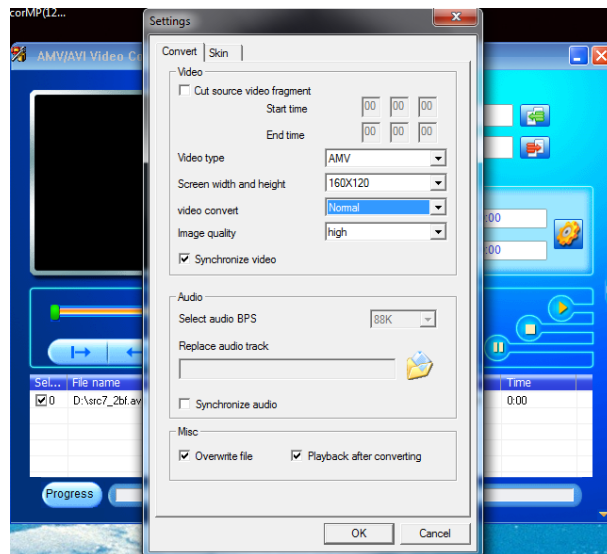 corMP(12...
Settings
AMV/AVI Video Co
Convert
Skin
Video
Cut source video fragment
Start time
00 00 00
End time
00 00 00
Video type
AMV
Screen width and height
160X120
video convert
Normal
:00
Image quality
high
:00
Synchronize video
Audio
Select audio BPS
88K
Replace audio track
Sel...
File name
Time
0
D:\src7_2bf.av
0:00
Synchronize audio
Misc
Overwrite file
Playback after converting
Progress
OK
Cancel